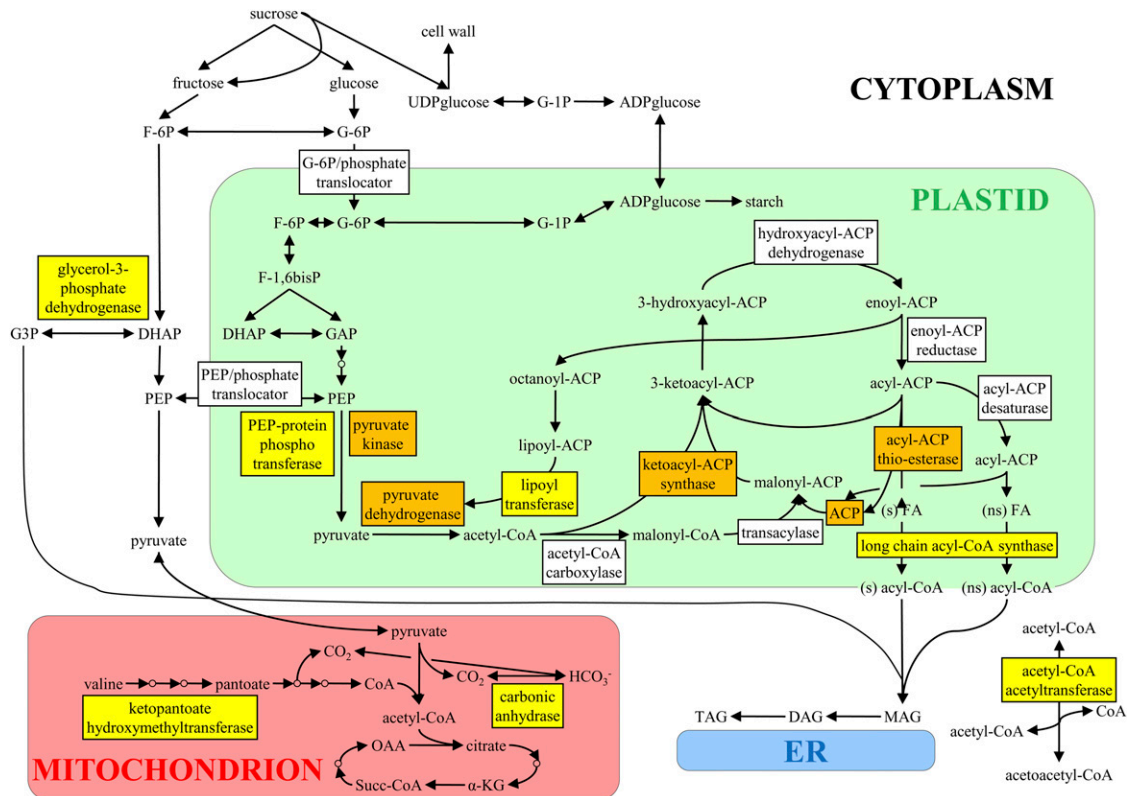 sucrose
cell wall
fructose
glucose
UDPglucose
G-1P
ADPglucose
CYTOPLASM
F-6P
G-6P
G-6P/phosphate
translocator
PLASTID
F-6P
G-6P
G-1P
ADPglucose
starch
hydroxyacyl-ACP
dehydrogenase
glycerol-3-
phosphate
dehydrogenase
F-1,6bisP
3-hydroxyacyl-ACP
enoyl-ACP
G3P
DHAP
DHAP
GAP
enoyl-ACP
reductase
PEP/phosphate
translocator
octanoyl-ACP
3-ketoacyl-ACP
acyl-ACP
acyl-ACP
desaturase
PEP
PEP
PEP-protein
phospho
transferase
pyruvate
kinase
lipoyl-ACP
acyl-ACP
thio-esterase
ketoacyl-ACP
synthase
acyl-ACP
pyruvate
dehydrogenase
lipoyl
transferase
malonyl-ACP
ACP
(s) FA
(ns) FA
pyruvate
pyruvate
acetyl-CoA
malonyl-CoA
transacylase
long chain acyl-CoA synthase
acetyl-CoA
carboxylase
(s) acyl-CoA
(ns) acyl-CoA
pyruvate
CO2
valine
pantoate
CoA
CO2
HCO3-
ketopantoate
hydroxymethyltransferase
carbonic
anhydrase
acetyl-CoA
OAA
citrate
MITOCHONDRION
Succ-CoA
α-KG
TAG
DAG
MAG
ER
acetyl-CoA
acetyl-CoA
acetyltransferase
CoA
acetyl-CoA
acetoacetyl-CoA